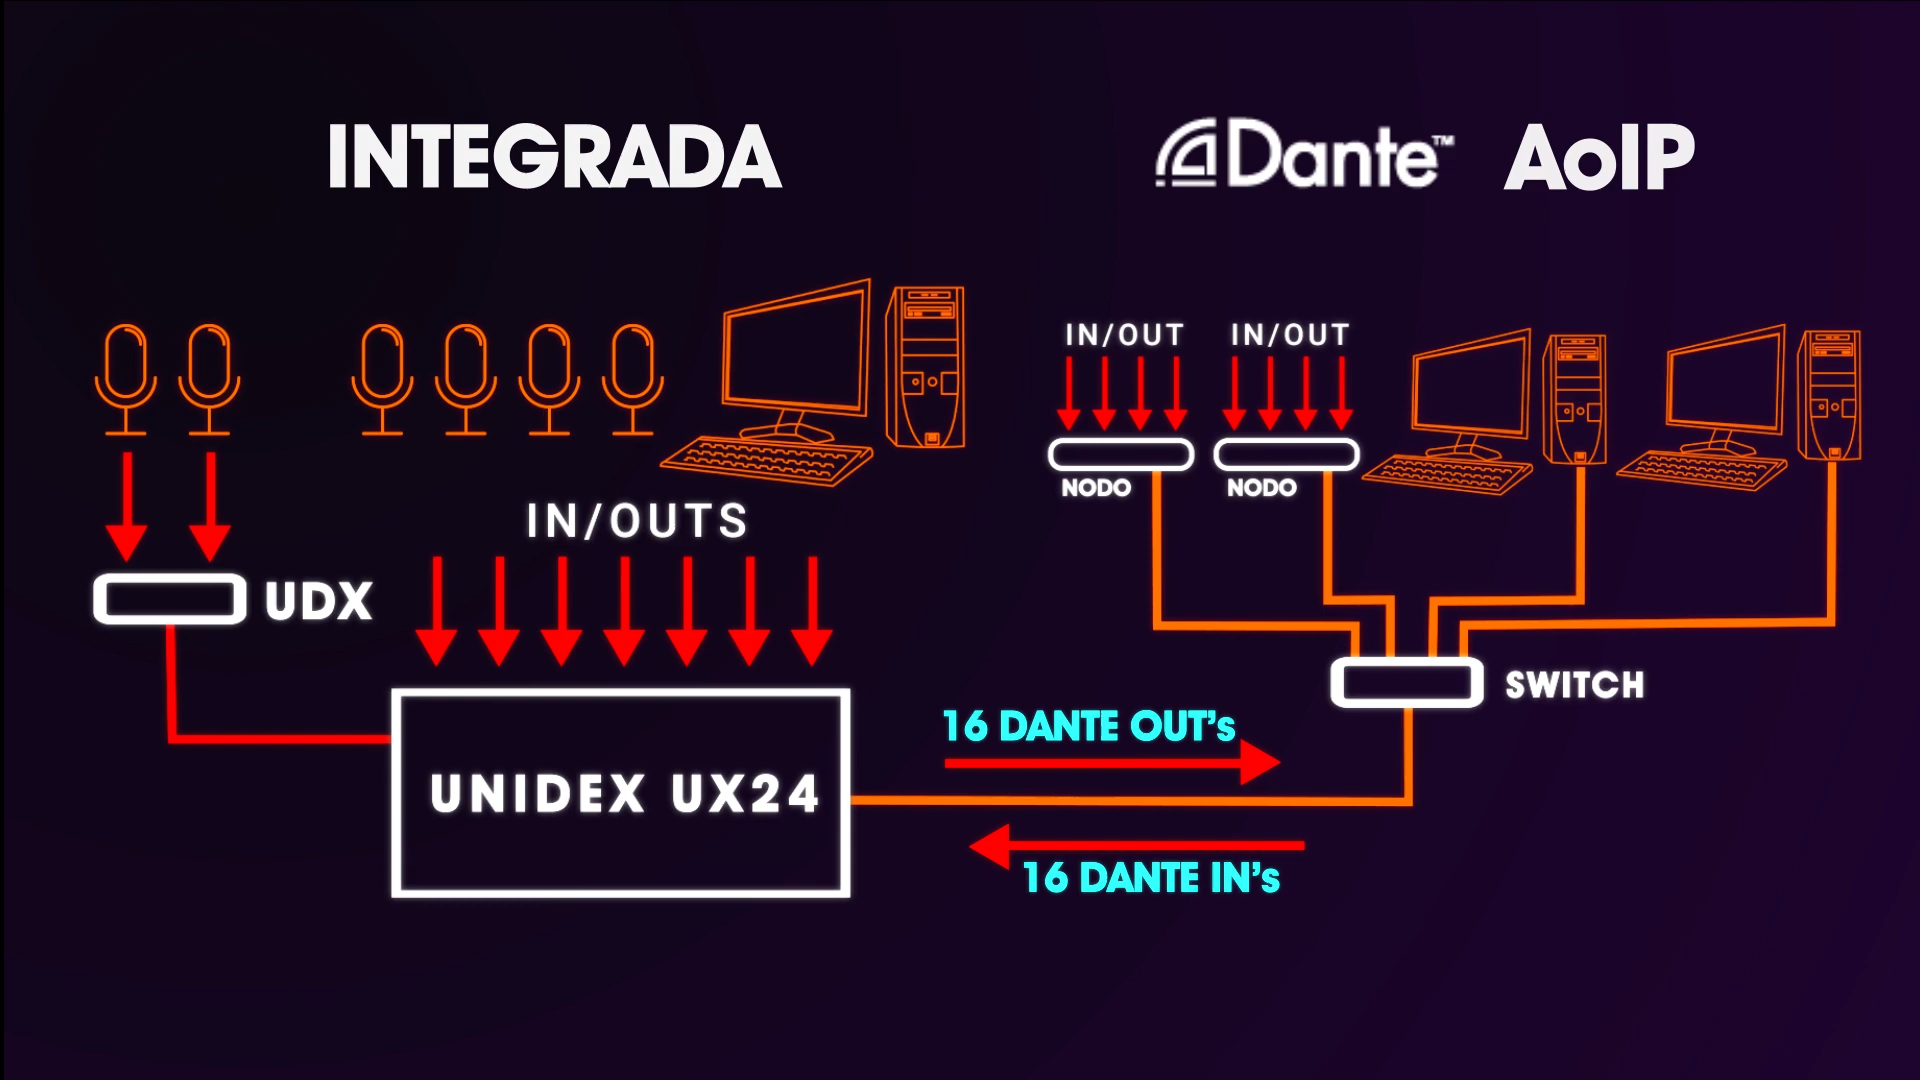 INTEGRADA
Dante™ AoIP
IN/OUT IN/OUT
NODO NODO
IN/OUTS
UDX
SWITCH
16 DANTE OUT's
UNIDEX UX24
16 DANTE IN's